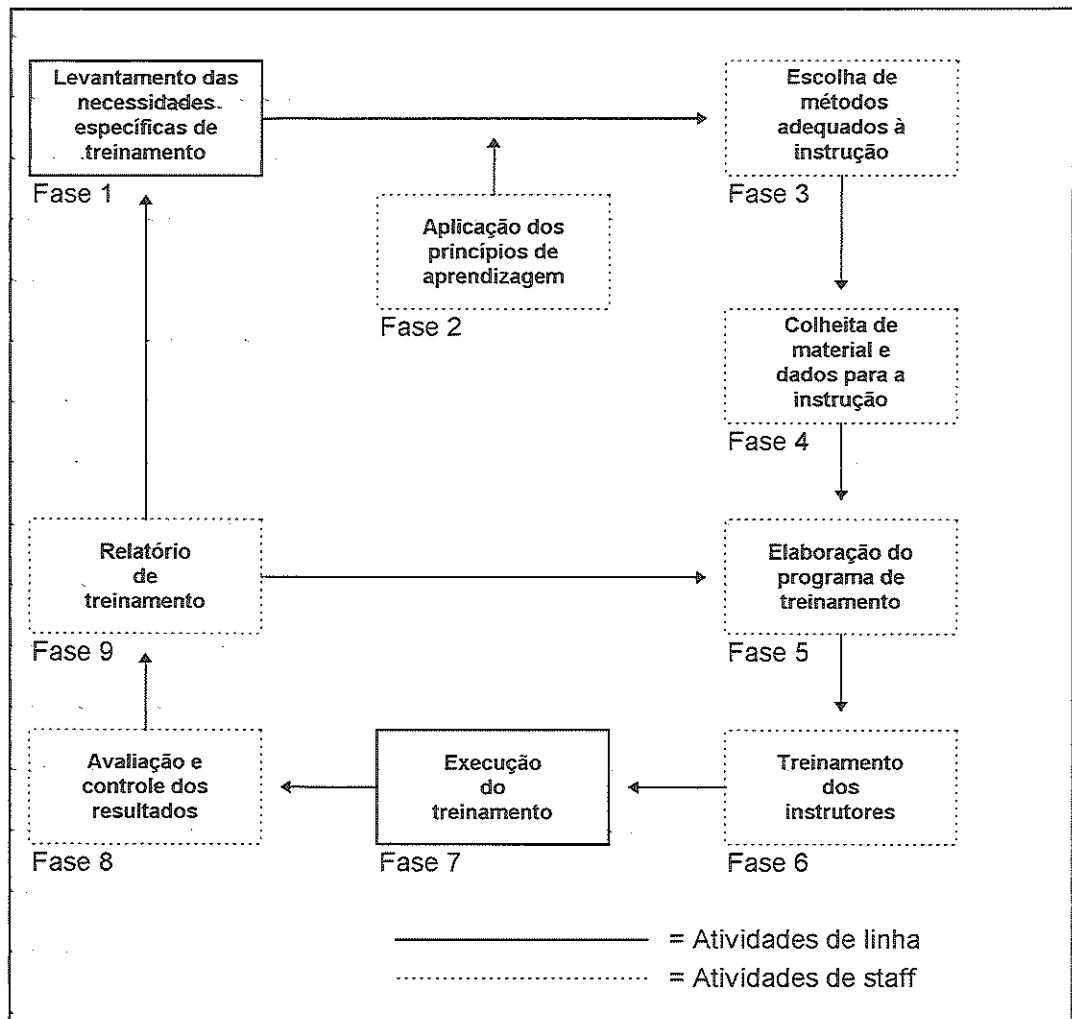 Levantamento das
necessidades
específicas de
treinamento
Fase 1
Aplicação dos
princípios de
aprendizagem
Fase 2
Escolha de
métodos
adequados à
instrução
Fase 3
Colheita de
material e
dados para a
instrução
Fase 4
Elaboração do
programa de
treinamento
Fase 5
Treinamento
dos
instrutores
Fase 6
Execução
do
treinamento
Fase 7
Avaliação e
controle dos
resultados
Fase 8
Relatório
de
treinamento
Fase 9
= Atividades de linha
= Atividades de staff